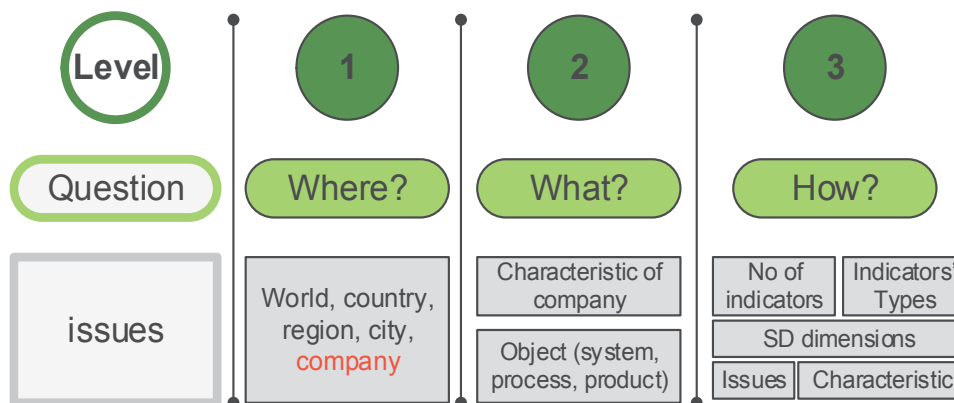 Level
1
2
3
Question
Where?
What?
How?
issues
World, country,
region, city,
company
Characteristic of
company
Object (system,
process, product)
No of
indicators
Indicators'
Types
SD dimensions
Issues
Characteristic